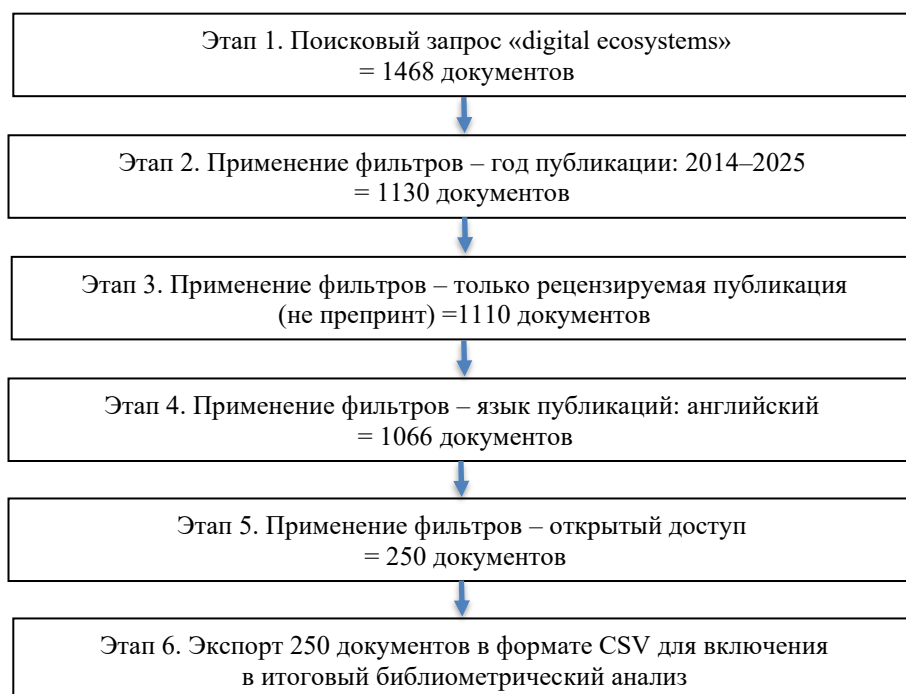 Этап 1. Поисковый запрос «digital ecosystems»
= 1468 документов
Этап 2. Применение фильтров – год публикации: 2014–2025
= 1130 документов
Этап 3. Применение фильтров – только рецензируемая публикация
(не препринт) =1110 документов
Этап 4. Применение фильтров – язык публикаций: английский
= 1066 документов
Этап 5. Применение фильтров – открытый доступ
= 250 документов
Этап 6. Экспорт 250 документов в формате CSV для включения
в итоговый библиометрический анализ